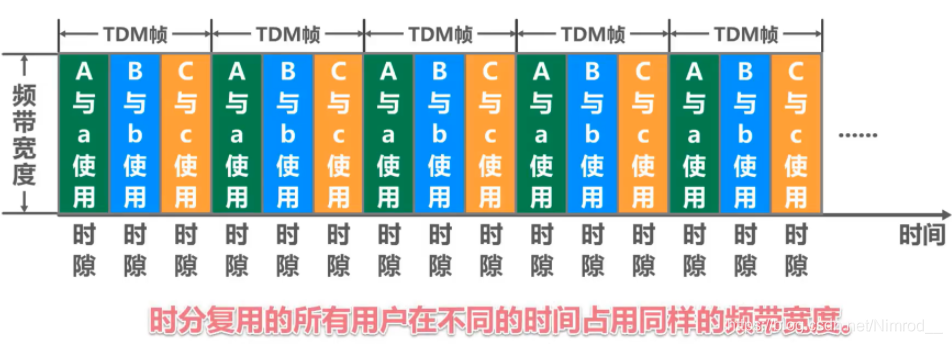 TDM帧 TDM帧 TDM帧 TDM帧 TDM帧
频带宽度
A与a使用 B与b使用 C与c使用 A与a使用 B与b使用 C与c使用 A与a使用 B与b使用 C与c使用 A与a使用 B与b使用 C与c使用 A与a使用 B与b使用 C与c使用 ……
时隙 时隙 时隙 时隙 时隙 时隙 时隙 时隙 时隙 时隙 时隙 时隙 时隙 时隙 时隙 时间
时分复用的所有用户在不同的时间占用同样的频带宽度
https://blog.csdn.net/Nimrod__